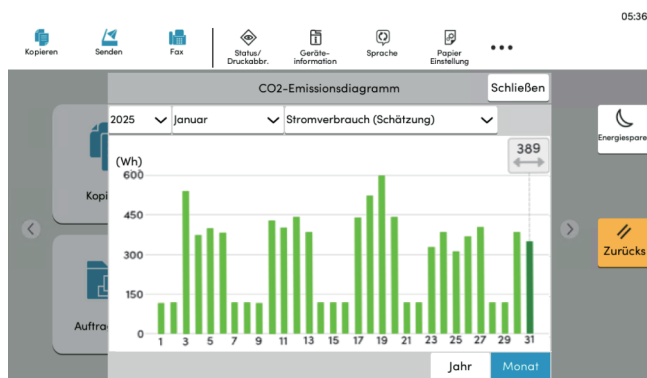 05:36
Kopieren
Senden
Fax
Status/
Druckabbr.
Geräte-
information
Sprache
Papier
Einstellung
CO2-Emissionsdiagramm
Schließen
2025
Januar
Stromverbrauch (Schätzung)
Energiespare
389
(Wh)
600
450
300
150
0
1 3 5 7 9 11 13 15 17 19 21 23 25 27 29 31
Kopi
Zurücks
Auftra
Jahr
Monat